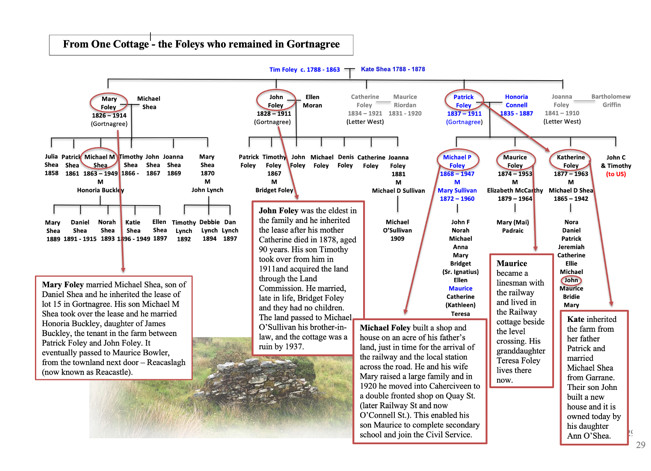 From One Cottage - the Foleys who remained in Gortnagree
Tim Foley c. 1788 - 1863 Kate Shea 1788 - 1878
Mary Foley 1826 – 1914 (Gortnagree)
Michael Shea
John Foley 1828 – 1911 (Gortnagree)
Ellen Moran
Catherine Foley 1834 – 1921 (Letter West)
Maurice Riordan 1831 - 1920
Patrick Foley 1837 – 1911 (Gortnagree)
Honoria Connell 1835 - 1887
Joanna Foley 1841 – 1910 (Letter West)
Bartholomew Griffin
Julia Shea 1858
Patrick Shea 1861
Michael M Shea 1863 – 1949
M
Honoria Buckley
Timothy Shea 1866 -
John Shea 1867
Joanna Shea 1869
Mary Shea 1870
M
John Lynch
Patrick Foley
Timothy Foley 1867
M
Bridget Foley
John Foley
Michael Foley
Denis Foley
Catherine Foley
Joanna Foley 1881
M
Michael D Sullivan
Michael P Foley 1868 – 1947
M
Mary Sullivan 1872 – 1960
Maurice Foley 1874 – 1953
M
Elizabeth McCarthy 1879 – 1964
Katherine Foley 1877 – 1963
M
Michael D Shea 1865 – 1942
John C & Timothy (to US)
Mary Shea 1889
Daniel Shea 1891 - 1915
Norah Shea 1893
Katie Shea 1896 - 1949
Ellen Shea 1897
Timothy Lynch 1892
Debbie Lynch 1894
Dan Lynch 1897
Michael O'Sullivan 1909
John F
Norah
Michael
Anna
Mary
Bridget
(Sr. Ignatius)
Ellen
Maurice
Catherine
(Kathleen)
Teresa
Mary (Mai)
Padraic
Nora
Daniel
Patrick
Jeremiah
Catherine
Ellie
Michael
John
Maurice
Bridie
Mary
Mary Foley married Michael Shea, son of
Daniel Shea and he inherited the lease of
lot 15 in Gortnagree. His son Michael M
Shea took over the lease and he married
Honoria Buckley, daughter of James
Buckley, the tenant in the farm between
Patrick Foley and John Foley. It
eventually passed to Maurice Bowler,
from the townland next door – Reacaslagh
(now known as Reacastle).
John Foley was the eldest in
the family and he inherited
the lease after his mother
Catherine died in 1878, aged
90 years. His son Timothy
took over from him in
1911and acquired the land
through the Land
Commission. He married,
late in life, Bridget Foley
and they had no children.
The land passed to Michael
O'Sullivan his brother-in-
law, and the cottage was a
ruin by 1937.
Michael Foley built a shop and
house on an acre of his father's
land, just in time for the arrival of
the railway and the local station
across the road. He and his wife
Mary raised a large family and in
1920 he moved into Caherciveen to
a double fronted shop on Quay St.
(later Railway St and now
O'Connell St.). This enabled his
son Maurice to complete secondary
school and join the Civil Service.
Maurice
became a
linesman with
the railway
and lived in
the Railway
cottage beside
the level
crossing. His
granddaughter
Teresa Foley
lives there
now.
Kate inherited
the farm from
her father
Patrick and
married
Michael Shea
from Garrane.
Their son John
built a new
house and it is
owned today by
his daughter
Ann O'Shea.
29